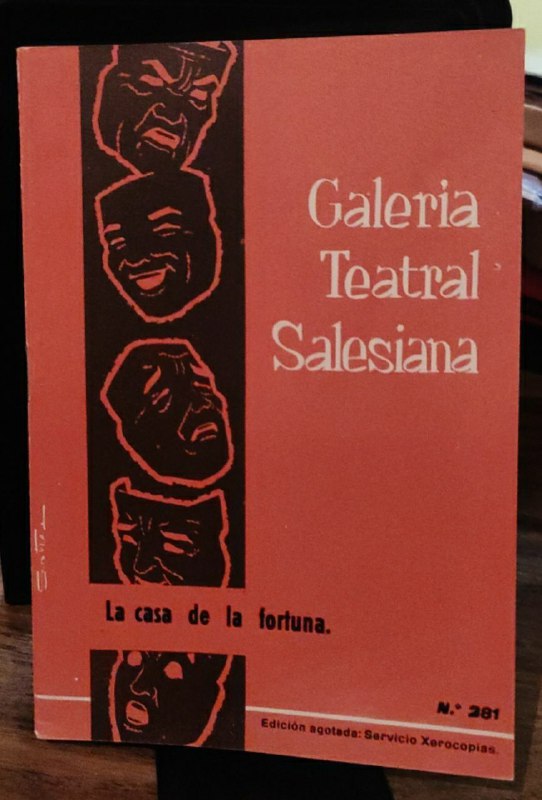 Galeria
Teatral
Salesiana
La casa de la fortuna.
N.° 381
Edición agotada: Servicio Xerocopias.